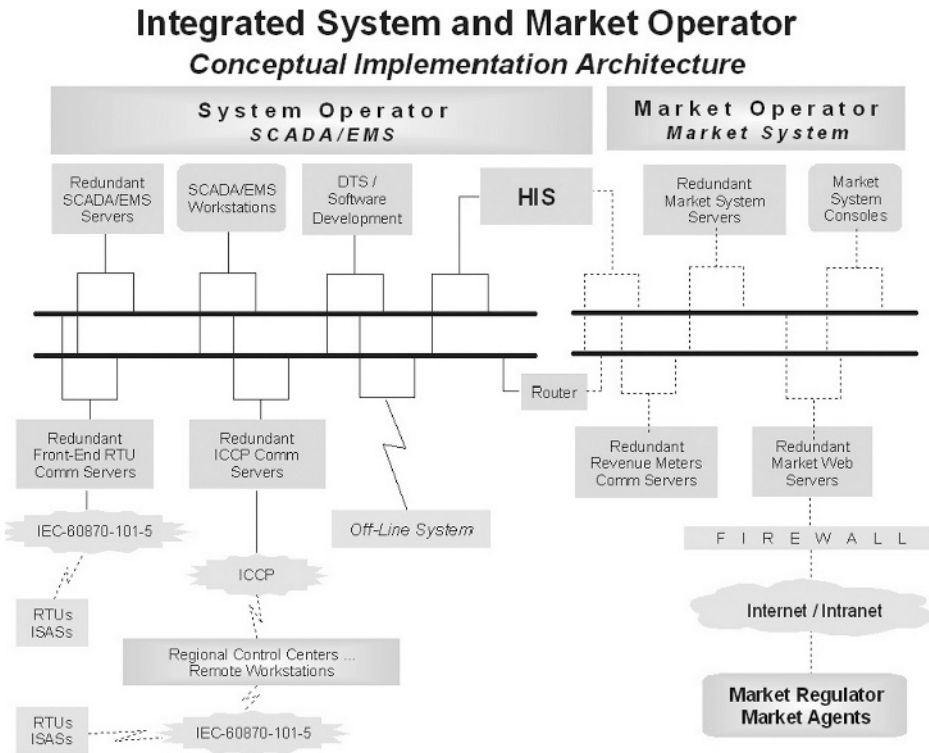 Integrated System and Market Operator
Conceptual Implementation Architecture
System Operator
SCADA/EMS
Market Operator
Market System
Redundant
SCADA/EMS
Servers
SCADA/EMS
Workstations
DTS /
Software
Development
HIS
Redundant
Market System
Servers
Market
System
Consoles
Router
Redundant
Front-End RTU
Comm Servers
Redundant
ICCP Comm
Servers
Redundant
Revenue Meters
Comm Servers
Redundant
Market Web
Servers
IEC-60870-101-5
Off-Line System
FIREWALL
ICCP
RTUs
ISASs
Internet / Intranet
Regional Control Centers ...
Remote Workstations
Market Regulator
Market Agents
RTUs
ISASs
IEC-60870-101-5